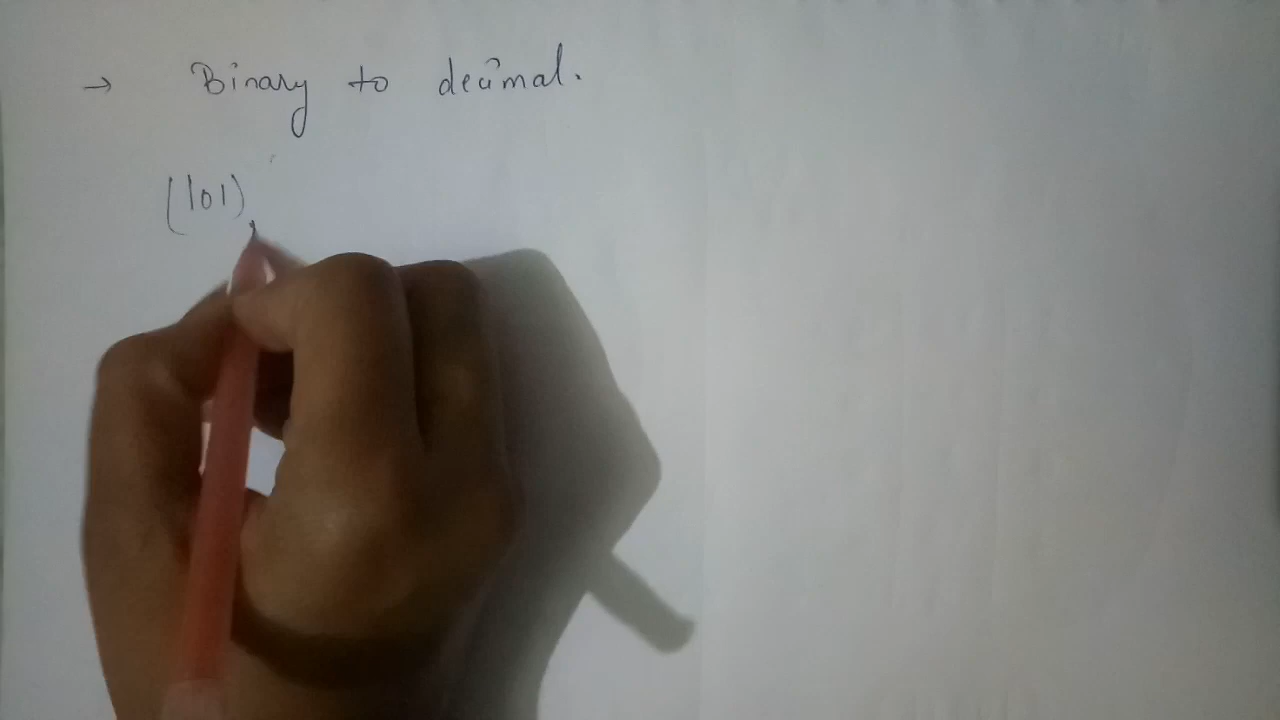 → Binary to decimal.
(101)